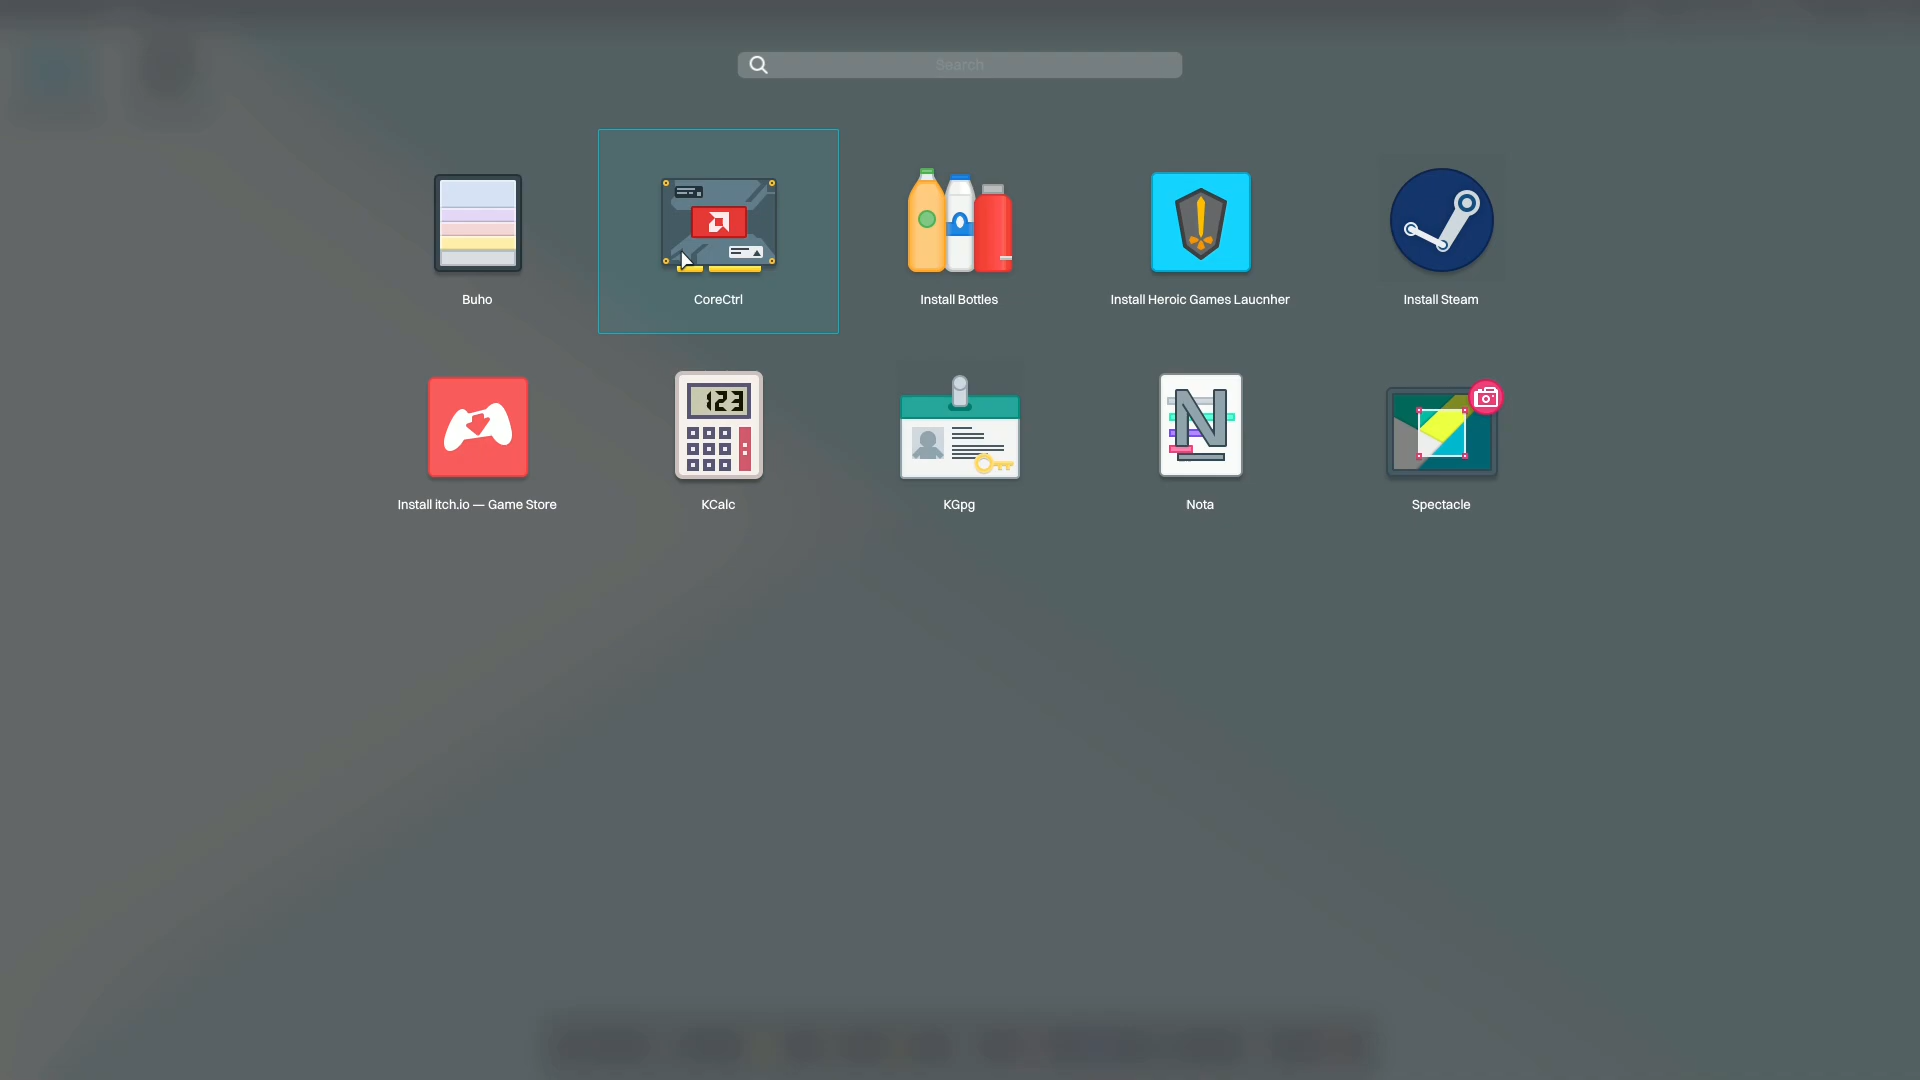 Search
Buho
CoreCtrl
Install Bottles
Install Heroic Games Laucnher
Install Steam
Install itch.io — Game Store
123
KCalc
KGpg
N
Nota
Spectacle